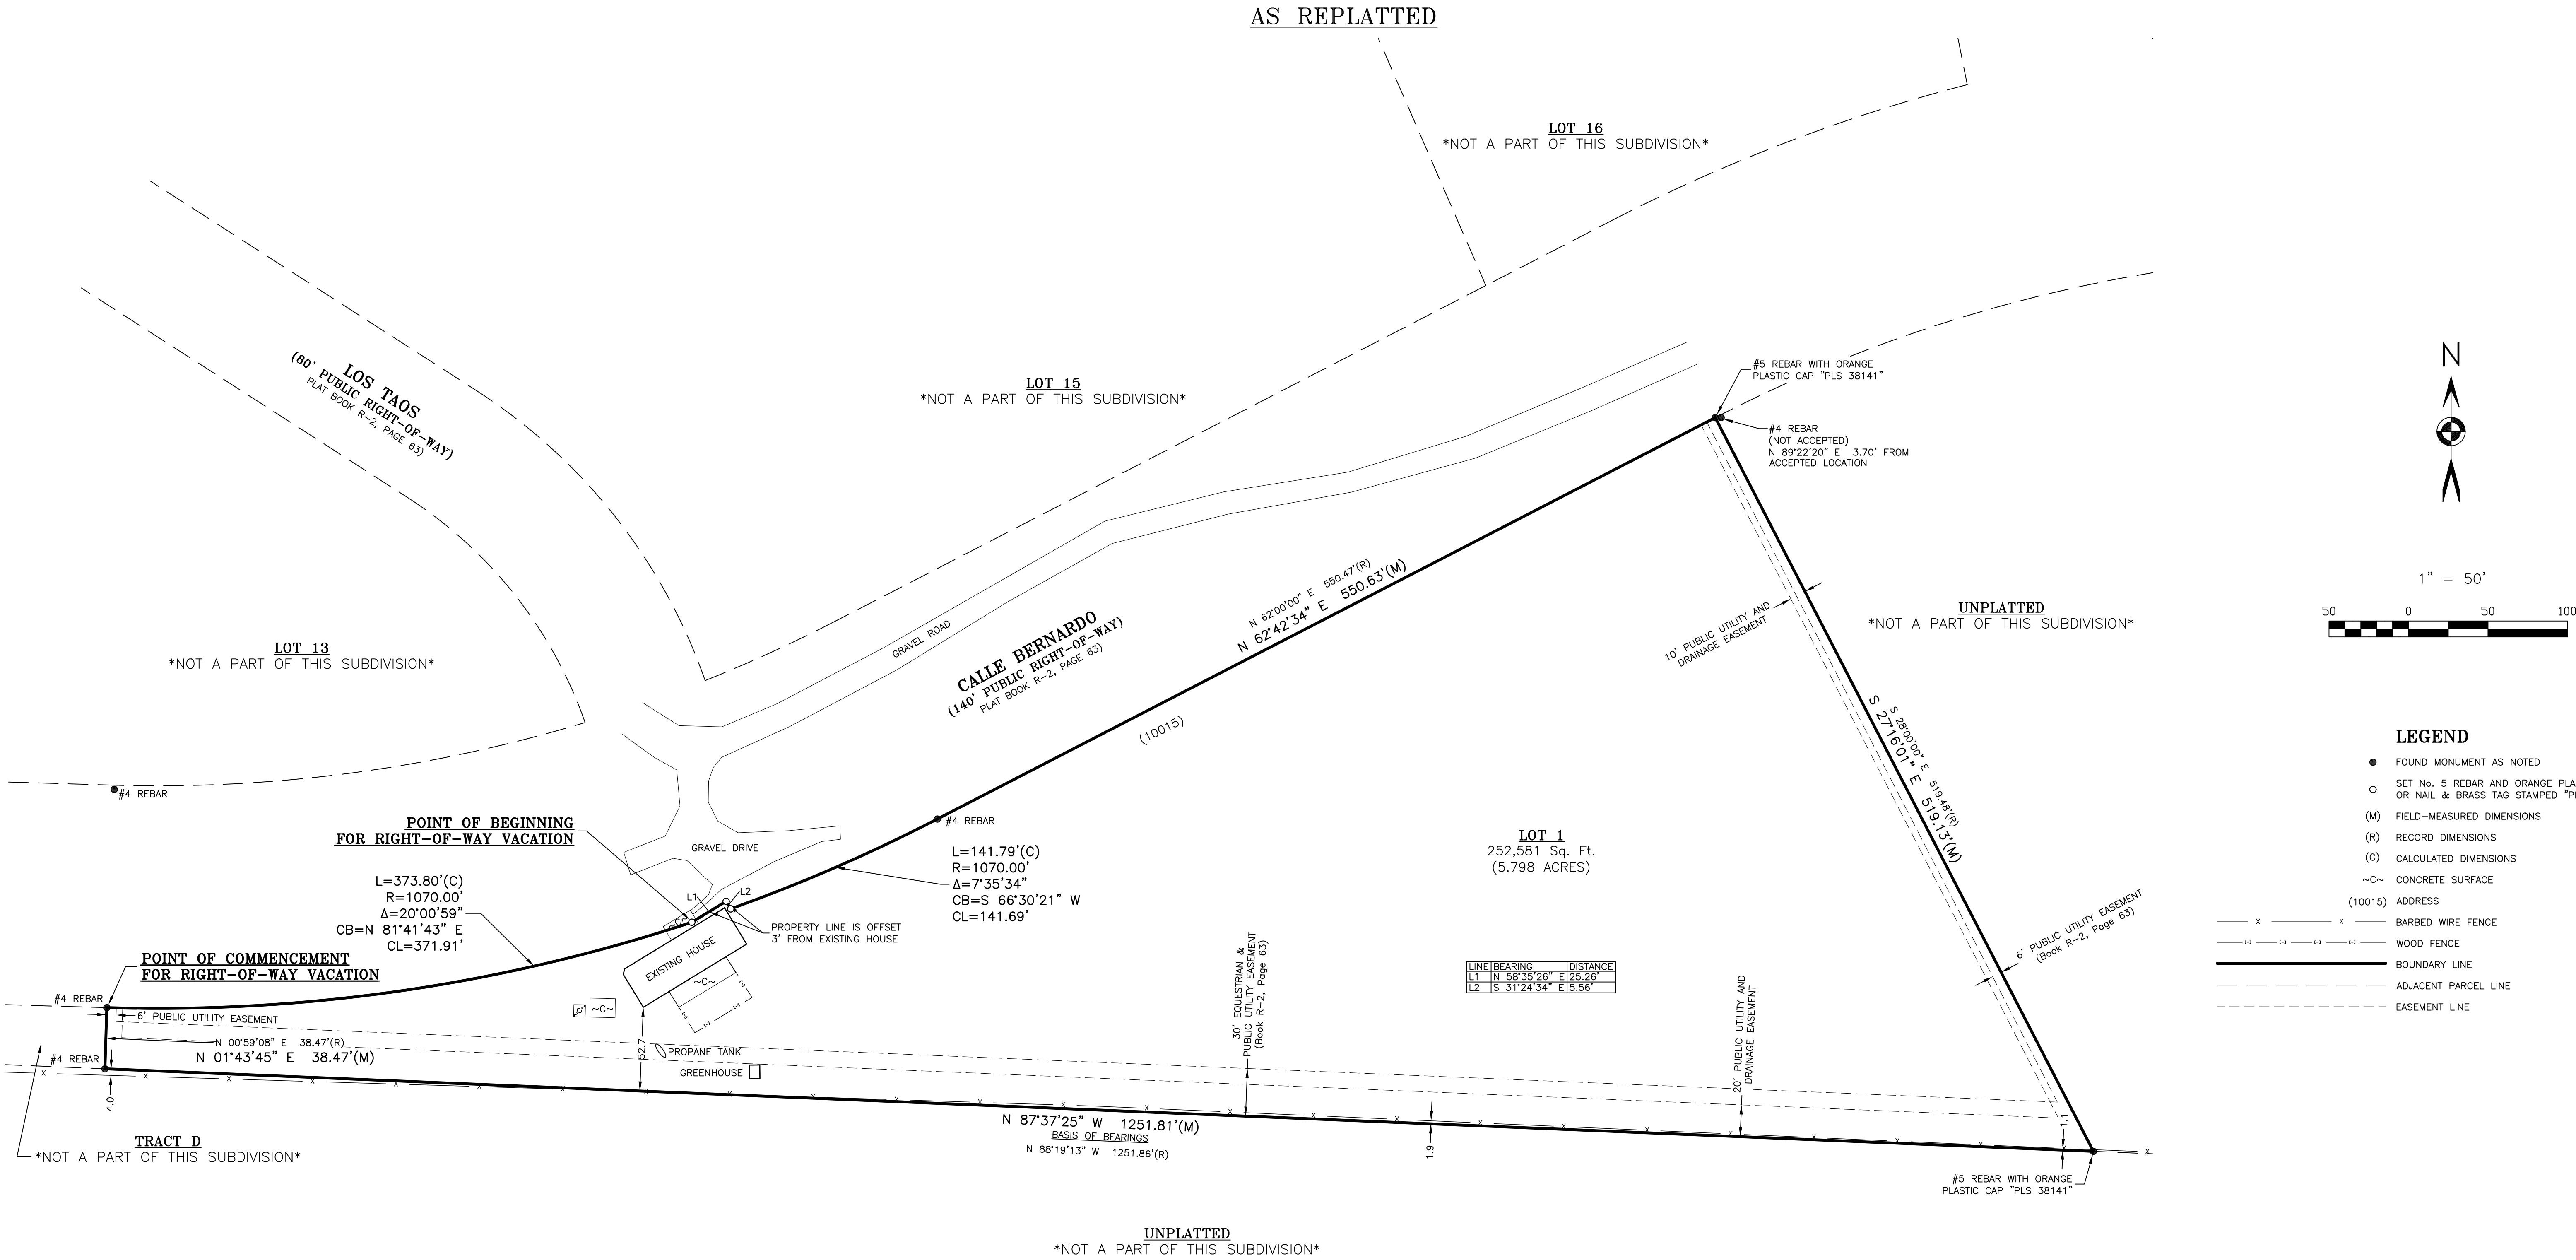 AS REPLATTED
LOT 16
*NOT A PART OF THIS SUBDIVISION*
LOS TAOS
(80' PUBLIC RIGHT-OF-WAY)
PLAT BOOK R-2, PAGE 63)
LOT 15
*NOT A PART OF THIS SUBDIVISION*
#5 REBAR WITH ORANGE
PLASTIC CAP "PLS 38141"
#4 REBAR
(NOT ACCEPTED)
N 89°22'20" E 3.70' FROM
ACCEPTED LOCATION
N
1" = 50'
50 0 50 100
LOT 13
*NOT A PART OF THIS SUBDIVISION*
GRAVEL ROAD
CALLE BERNARDO
(140' PUBLIC RIGHT-OF-WAY)
PLAT BOOK R-2, PAGE 63)
N 62°00'00" E 550.47'(R)
N 62°42'34" E 550.63'(M)
(10015)
10' PUBLIC UTILITY AND
DRAINAGE EASEMENT
UNPLATTED
*NOT A PART OF THIS SUBDIVISION*
S 28°00'00" E 519.48'(R)
S 27°16'01" E 519.13'(M)
#4 REBAR
POINT OF BEGINNING
FOR RIGHT-OF-WAY VACATION
#4 REBAR
GRAVEL DRIVE
L=141.79'(C)
R=1070.00'
Δ=7°35'34"
CB=S 66°30'21" W
CL=141.69'
L=373.80'(C)
R=1070.00'
Δ=20°00'59"
CB=N 81°41'43" E
CL=371.91'
L1
L2
~C~
PROPERTY LINE IS OFFSET
3' FROM EXISTING HOUSE
EXISTING HOUSE
~C~
~C~
LOT 1
252,581 Sq. Ft.
(5.798 ACRES)
POINT OF COMMENCEMENT
FOR RIGHT-OF-WAY VACATION
#4 REBAR
6' PUBLIC UTILITY EASEMENT
N 00°59'08" E 38.47'(R)
N 01°43'45" E 38.47'(M)
#4 REBAR
4.0
52.7
PROPANE TANK
GREENHOUSE
30' EQUESTRIAN &
PUBLIC UTILITY EASEMENT
(Book R-2, Page 63)
LINE BEARING DISTANCE
L1 N 58°35'26" E 25.26'
L2 S 31°24'34" E 5.56'
20' PUBLIC UTILITY AND
DRAINAGE EASEMENT
6' PUBLIC UTILITY EASEMENT
(Book R-2, Page 63)
N 87°37'25" W 1251.81'(M)
BASIS OF BEARINGS
N 88°19'13" W 1251.86'(R)
1.9
1.1
#5 REBAR WITH ORANGE
PLASTIC CAP "PLS 38141"
TRACT D
*NOT A PART OF THIS SUBDIVISION*
UNPLATTED
*NOT A PART OF THIS SUBDIVISION*
LEGEND
FOUND MONUMENT AS NOTED
SET No. 5 REBAR AND ORANGE PLA
OR NAIL & BRASS TAG STAMPED "P
(M) FIELD-MEASURED DIMENSIONS
(R) RECORD DIMENSIONS
(C) CALCULATED DIMENSIONS
~C~ CONCRETE SURFACE
(10015) ADDRESS
x x BARBED WIRE FENCE
WOOD FENCE
BOUNDARY LINE
ADJACENT PARCEL LINE
EASEMENT LINE